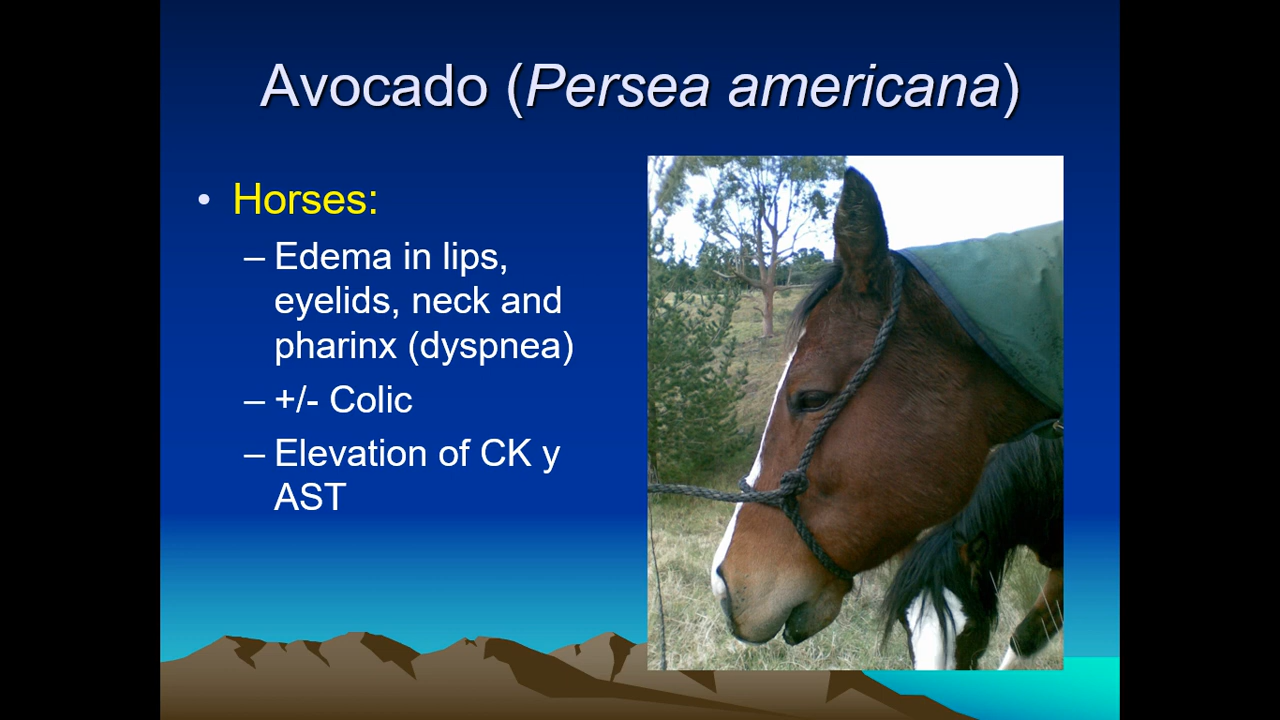 Avocado (Persea americana)
• Horses:
– Edema in lips,
eyelids, neck and
pharinx (dyspnea)
– +/- Colic
– Elevation of CK y
AST